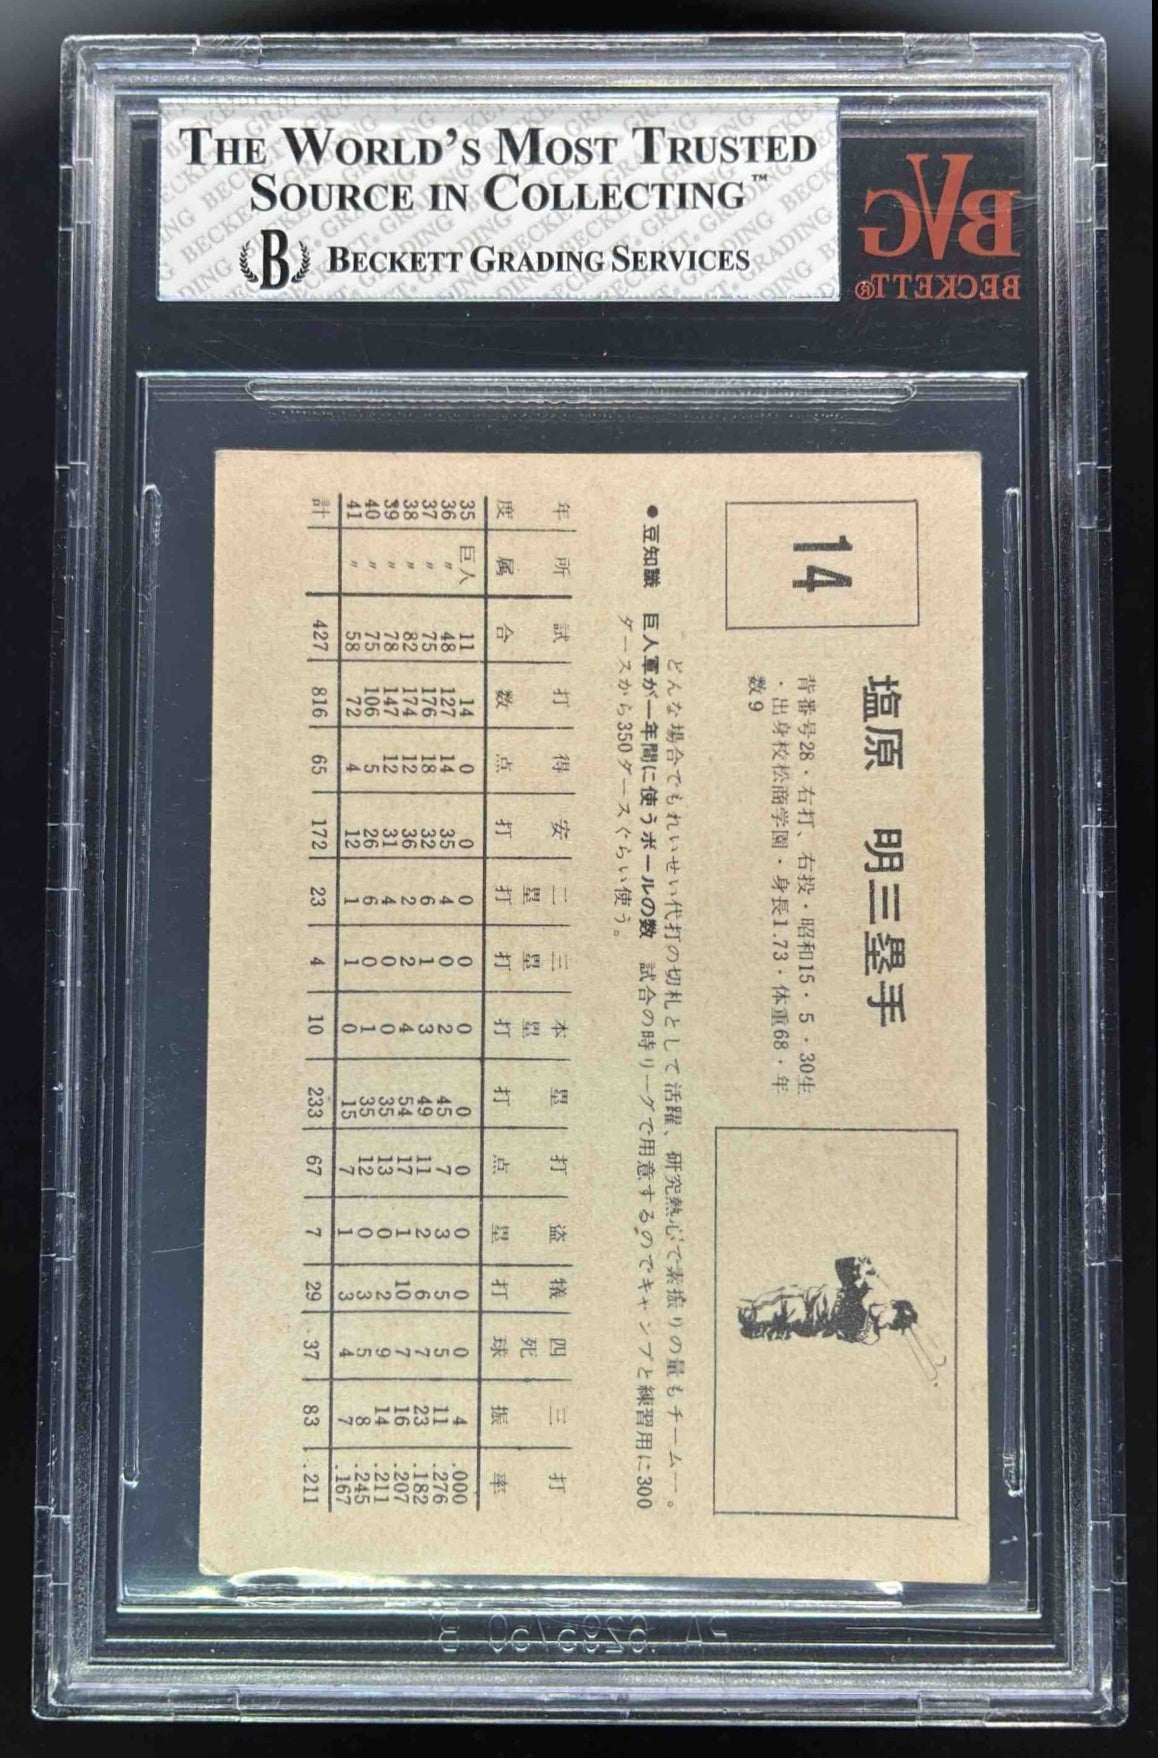 THE WORLD'S MOST TRUSTED
SOURCE IN COLLECTING™
B BECKETT GRADING SERVICES
BVG
BECKETT®
14
塩原 明三塁手
背番号28・右打、右投・昭和15・5・30生
・出身校松商学園・身長1.73・体重68・年
数9
どんな場合でもれいせい代打の切札として活躍、研究熱心で素振りの量もチーム一。
●豆知識 巨人軍が一年間に使うボールの数 試合の時リーグで用意するのでキャンプと練習用に300
ダースから350ダースぐらい使う。
年度 所属 試合 打数 得点 安打 二塁打 三塁打 本塁打 塁打 打点 盗塁 犠打 四死球 三振 打率
35 巨人 11 14 0 0 0 0 0 0 0 0 0 0 4 .000
36 〃 48 127 14 35 4 0 2 45 7 3 5 5 11 .276
37 〃 75 176 18 32 6 1 3 49 11 2 6 7 23 .182
38 〃 82 174 12 36 2 2 4 54 17 1 10 7 16 .207
39 〃 78 147 12 31 4 0 0 35 13 0 2 9 14 .211
40 〃 75 106 5 26 6 0 1 35 12 0 3 5 8 .245
41 〃 58 72 4 12 1 1 0 15 7 1 3 4 7 .167
計 427 816 65 172 23 4 10 233 67 7 29 37 83 .211